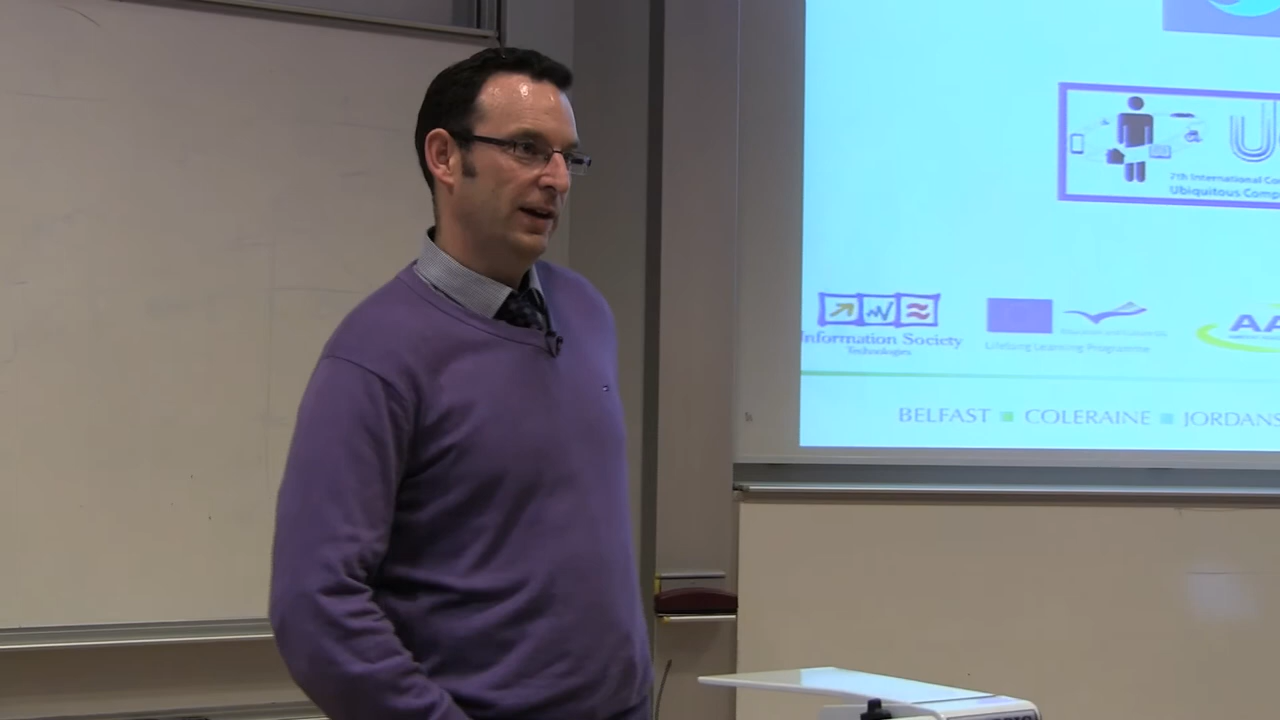 7th International Co
Ubiquitous Comp
Information Society
Technologies
Lifelong Learning Programme
AA
BELFAST COLERAINE JORDANS